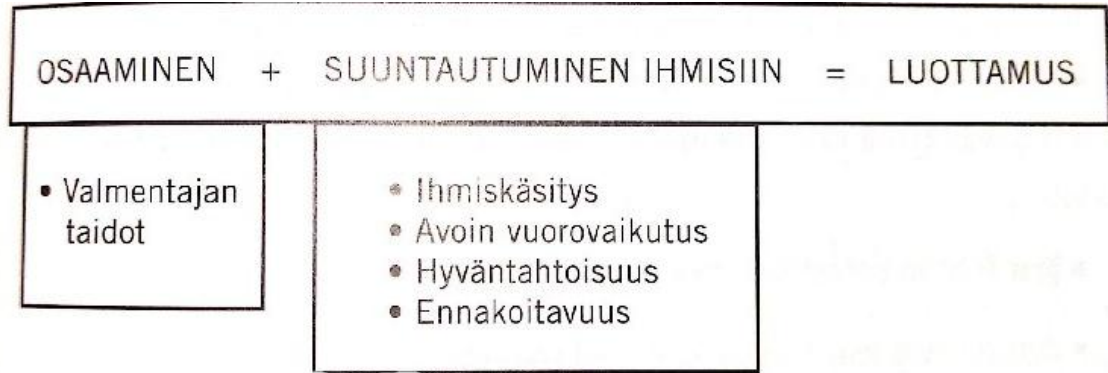 OSAAMINEN + SUUNTAUTUMINEN IHMISIIN = LUOTTAMUS
• Valmentajan
taidot
• Ihmiskäsitys
• Avoin vuorovaikutus
• Hyväntahtoisuus
• Ennakoitavuus